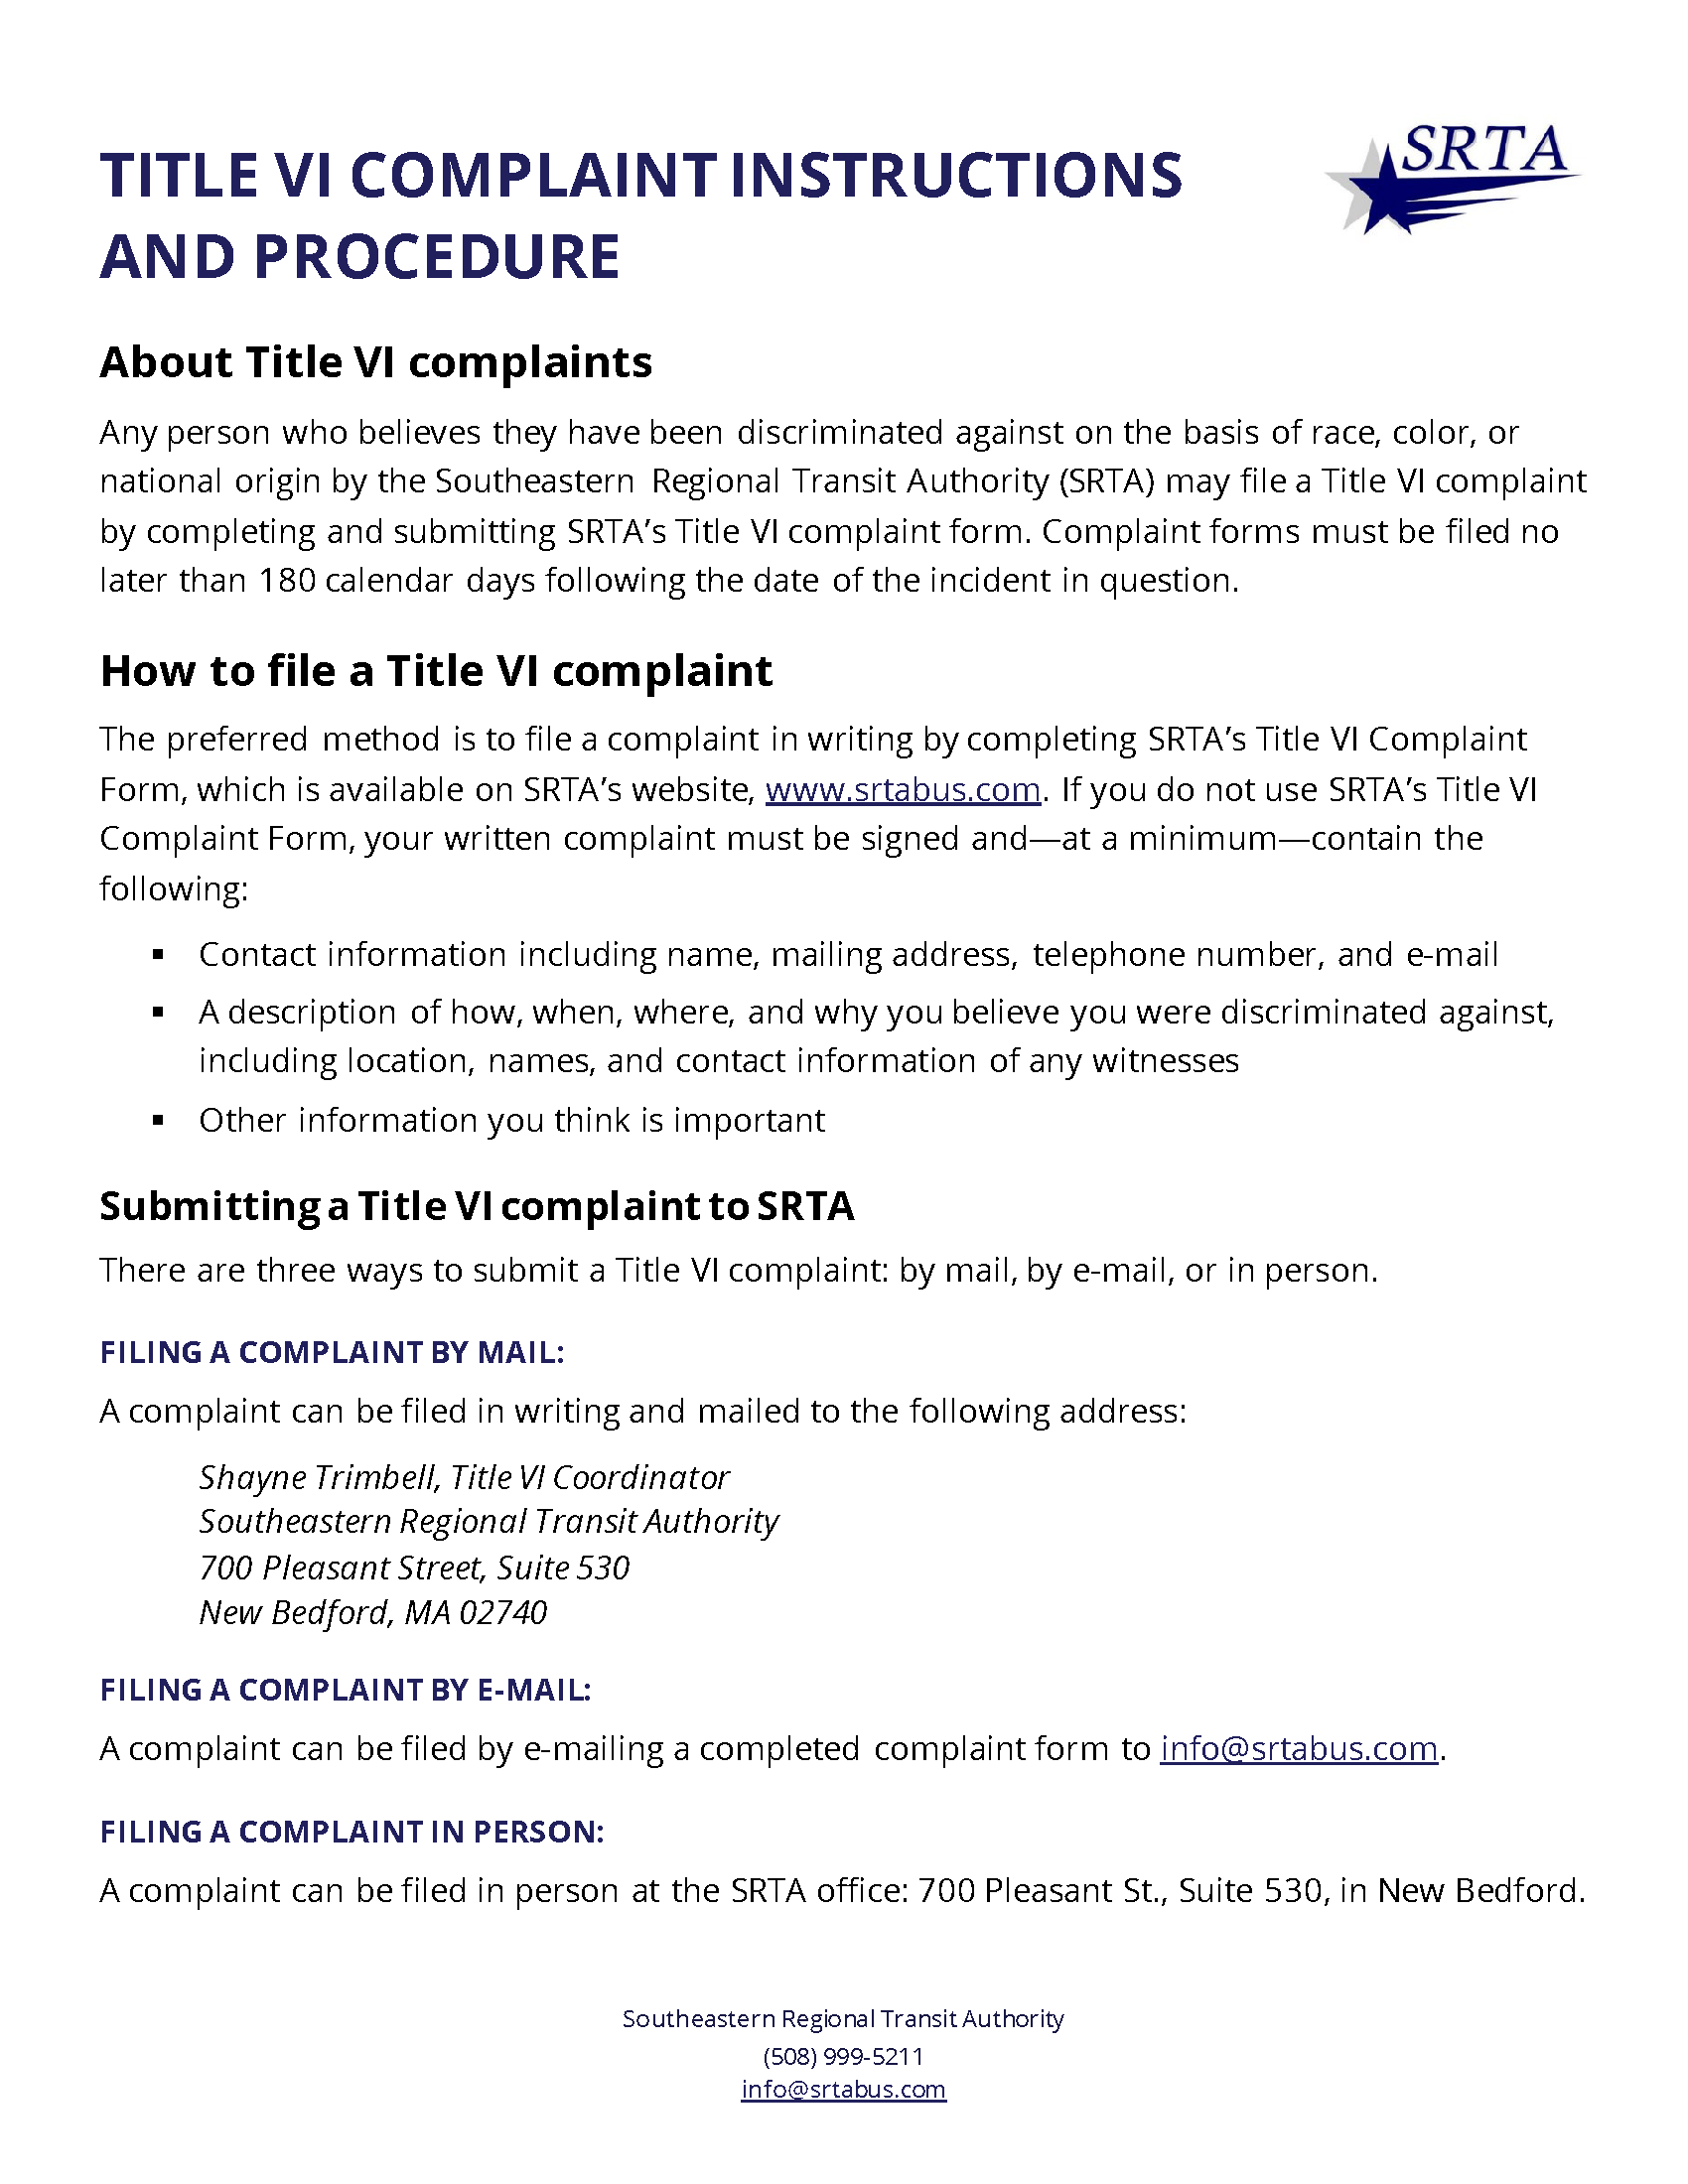 TITLE VI COMPLAINT INSTRUCTIONS
AND PROCEDURE
SRTA
About Title VI complaints
Any person who believes they have been discriminated against on the basis of race, color, or
national origin by the Southeastern Regional Transit Authority (SRTA) may file a Title VI complaint
by completing and submitting SRTA’s Title VI complaint form. Complaint forms must be filed no
later than 180 calendar days following the date of the incident in question.
How to file a Title VI complaint
The preferred method is to file a complaint in writing by completing SRTA’s Title VI Complaint
Form, which is available on SRTA’s website, www.srtabus.com. If you do not use SRTA’s Title VI
Complaint Form, your written complaint must be signed and—at a minimum—contain the
following:
▪ Contact information including name, mailing address, telephone number, and e-mail
▪ A description of how, when, where, and why you believe you were discriminated against,
including location, names, and contact information of any witnesses
▪ Other information you think is important
Submitting a Title VI complaint to SRTA
There are three ways to submit a Title VI complaint: by mail, by e-mail, or in person.
FILING A COMPLAINT BY MAIL:
A complaint can be filed in writing and mailed to the following address:
Shayne Trimbell, Title VI Coordinator
Southeastern Regional Transit Authority
700 Pleasant Street, Suite 530
New Bedford, MA 02740
FILING A COMPLAINT BY E-MAIL:
A complaint can be filed by e-mailing a completed complaint form to info@srtabus.com.
FILING A COMPLAINT IN PERSON:
A complaint can be filed in person at the SRTA office: 700 Pleasant St., Suite 530, in New Bedford.
Southeastern Regional Transit Authority
(508) 999-5211
info@srtabus.com